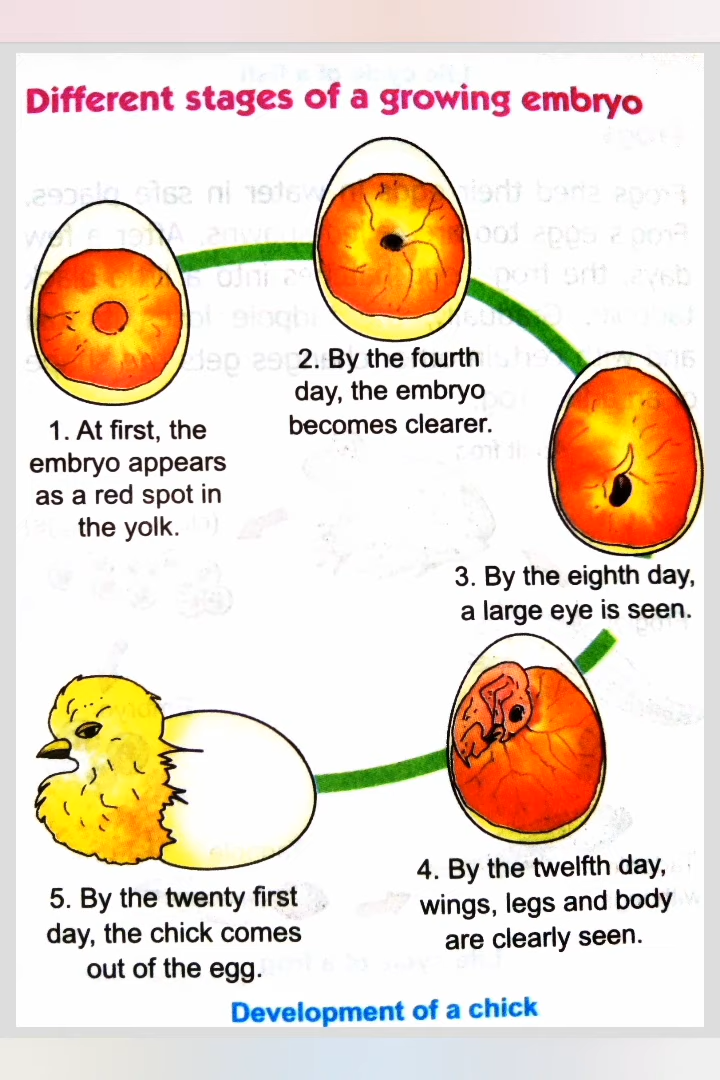 Different stages of a growing embryo
1. At first, the
embryo appears
as a red spot in
the yolk.
2. By the fourth
day, the embryo
becomes clearer.
3. By the eighth day,
a large eye is seen.
4. By the twelfth day,
wings, legs and body
are clearly seen.
5. By the twenty first
day, the chick comes
out of the egg.
Development of a chick